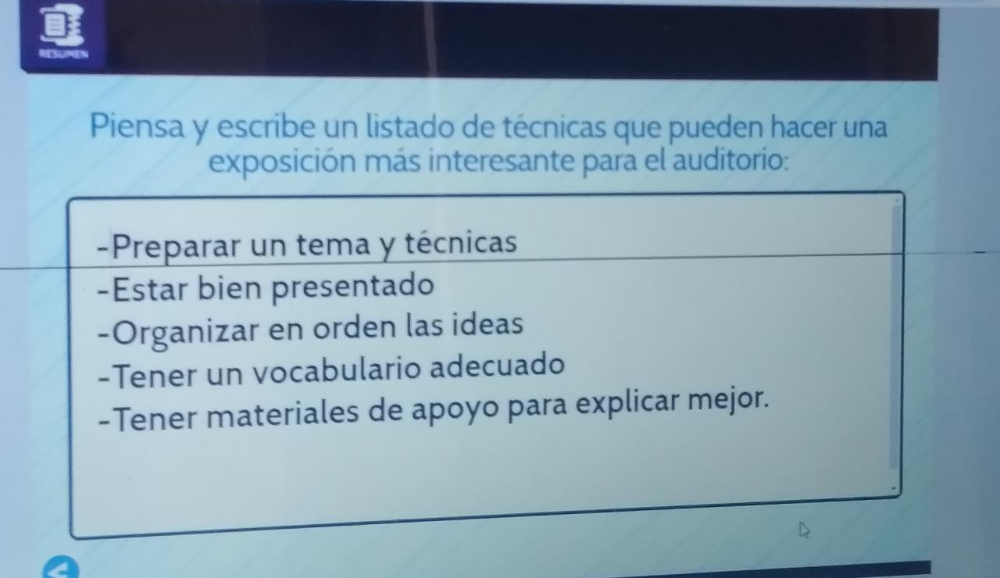 RESUMEN
Piensa y escribe un listado de técnicas que pueden hacer una
exposición más interesante para el auditorio:
-Preparar un tema y técnicas
-Estar bien presentado
-Organizar en orden las ideas
-Tener un vocabulario adecuado
-Tener materiales de apoyo para explicar mejor.